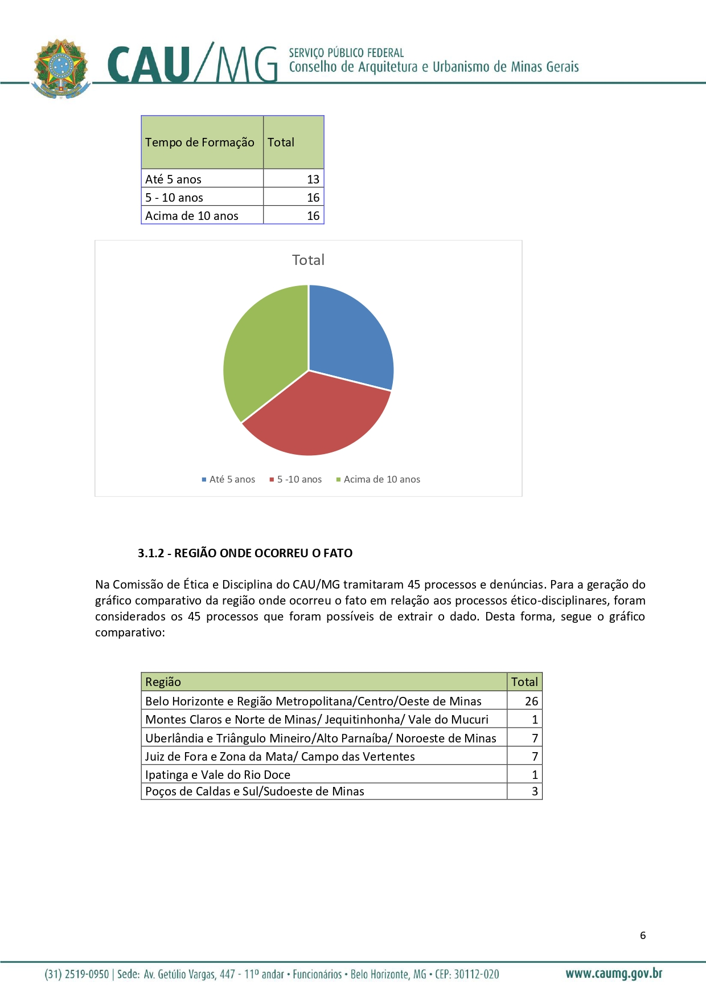 CAU/MG
SERVIÇO PÚBLICO FEDERAL
Conselho de Arquitetura e Urbanismo de Minas Gerais
Tempo de Formação Total
Até 5 anos 13
5 - 10 anos 16
Acima de 10 anos 16
Total
Até 5 anos 5 -10 anos Acima de 10 anos
3.1.2 - REGIÃO ONDE OCORREU O FATO
Na Comissão de Ética e Disciplina do CAU/MG tramitaram 45 processos e denúncias. Para a geração do
gráfico comparativo da região onde ocorreu o fato em relação aos processos ético-disciplinares, foram
considerados os 45 processos que foram possíveis de extrair o dado. Desta forma, segue o gráfico
comparativo:
Região Total
Belo Horizonte e Região Metropolitana/Centro/Oeste de Minas 26
Montes Claros e Norte de Minas/ Jequitinhonha/ Vale do Mucuri 1
Uberlândia e Triângulo Mineiro/Alto Parnaíba/ Noroeste de Minas 7
Juiz de Fora e Zona da Mata/ Campo das Vertentes 7
Ipatinga e Vale do Rio Doce 1
Poços de Caldas e Sul/Sudoeste de Minas 3
6
(31) 2519-0950 | Sede: Av. Getúlio Vargas, 447 - 11º andar • Funcionários • Belo Horizonte, MG • CEP: 30112-020 www.caumg.gov.br